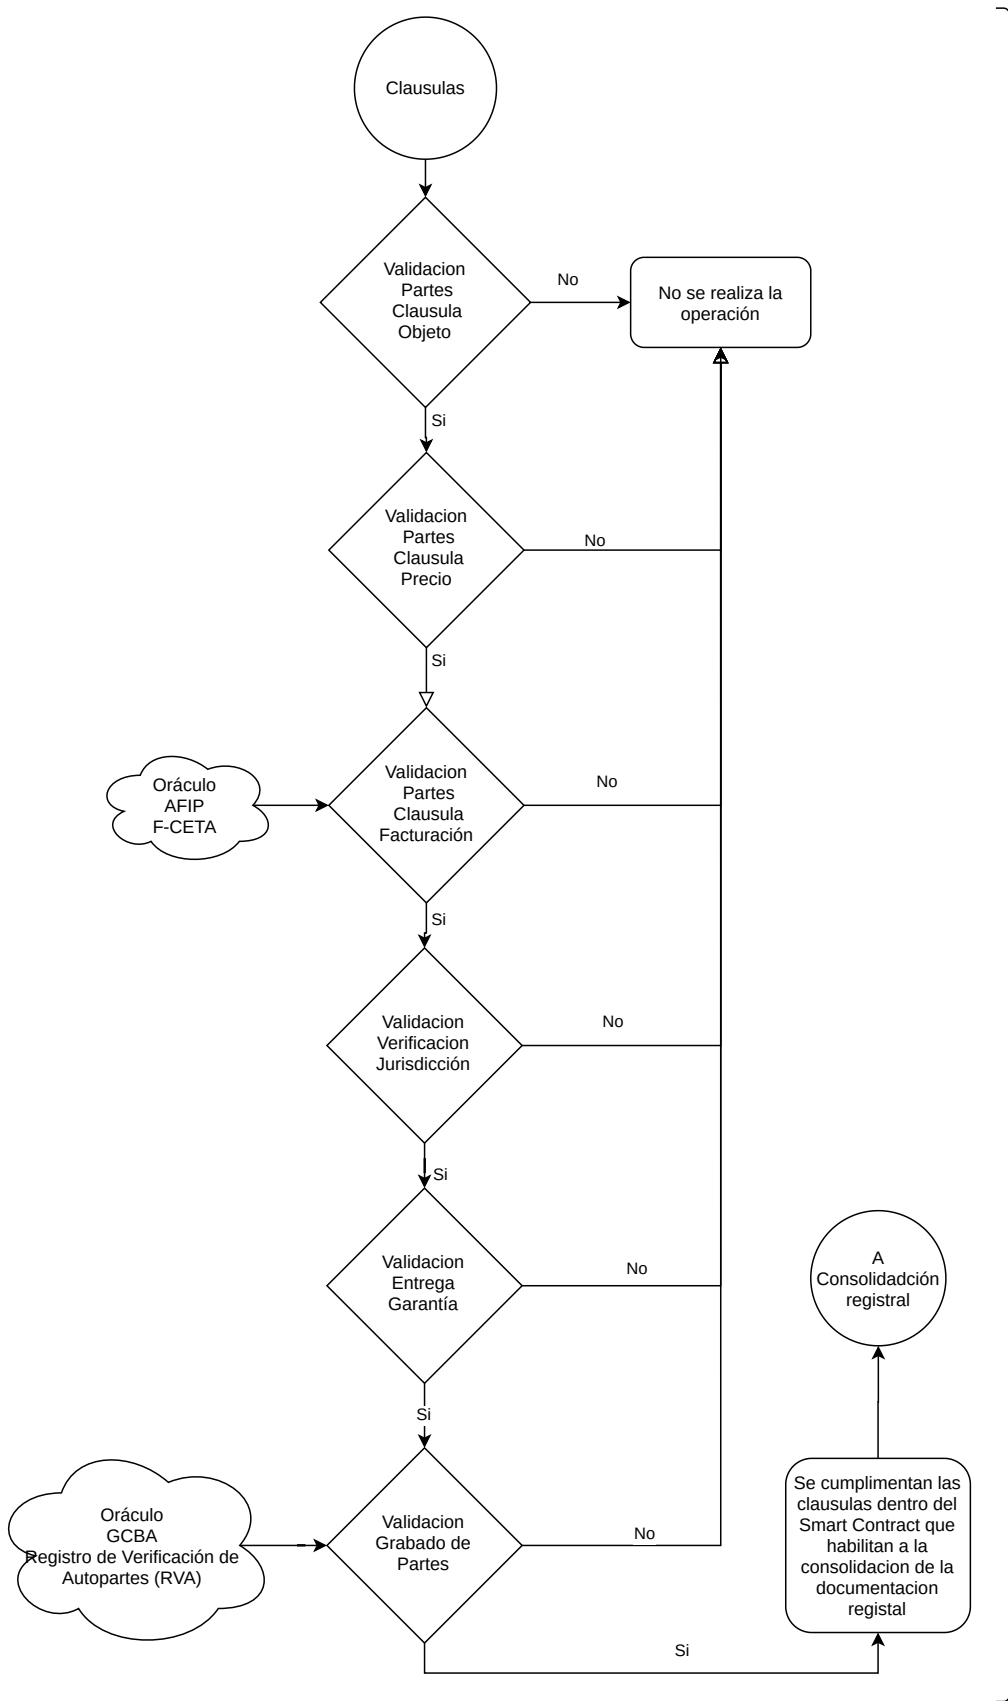 Clausulas
Validacion
Partes
Clausula
Objeto
No
No se realiza la
operación
Si
Validacion
Partes
Clausula
Precio
No
Si
Oráculo
AFIP
F-CETA
Validacion
Partes
Clausula
Facturación
No
Si
Validacion
Verificacion
Jurisdicción
No
Si
Validacion
Entrega
Garantía
No
A
Consolidadción
registral
Si
Oráculo
GCBA
Registro de Verificación de
Autopartes (RVA)
Validacion
Grabado de
Partes
No
Se cumplimentan las
clausulas dentro del
Smart Contract que
habilitan a la
consolidacion de la
documentacion
registal
Si